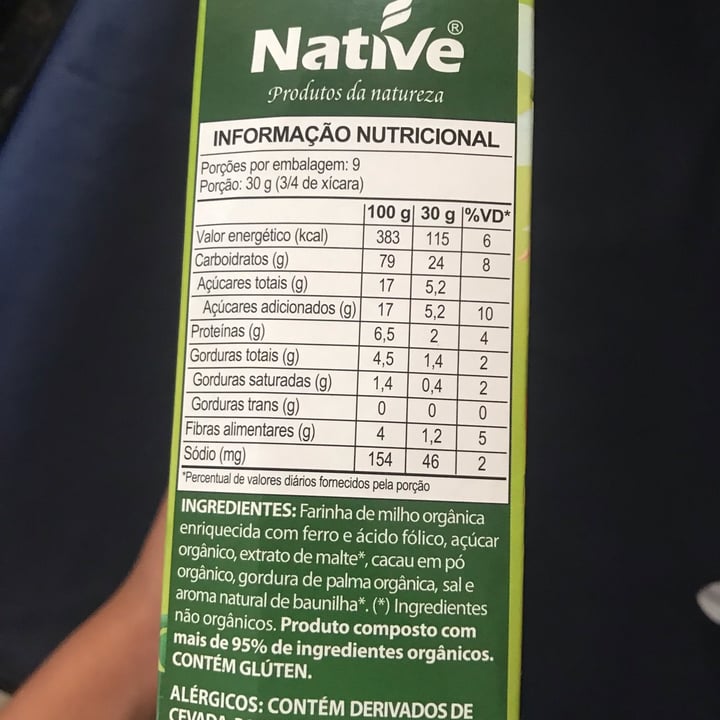 Native®
Produtos da natureza
INFORMAÇÃO NUTRICIONAL
Porções por embalagem: 9
Porção: 30 g (3/4 de xícara)
100 g 30 g %VD*
Valor energético (kcal) 383 115 6
Carboidratos (g) 79 24 8
Açúcares totais (g) 17 5,2
Açúcares adicionados (g) 17 5,2 10
Proteínas (g) 6,5 2 4
Gorduras totais (g) 4,5 1,4 2
Gorduras saturadas (g) 1,4 0,4 2
Gorduras trans (g) 0 0 0
Fibras alimentares (g) 4 1,2 5
Sódio (mg) 154 46 2
*Percentual de valores diários fornecidos pela porção
INGREDIENTES: Farinha de milho orgânica
enriquecida com ferro e ácido fólico, açúcar
orgânico, extrato de malte*, cacau em pó
orgânico, gordura de palma orgânica, sal e
aroma natural de baunilha*. (*) Ingredientes
não orgânicos. Produto composto com
mais de 95% de ingredientes orgânicos.
CONTÉM GLÚTEN.
ALÉRGICOS: CONTÉM DERIVADOS DE